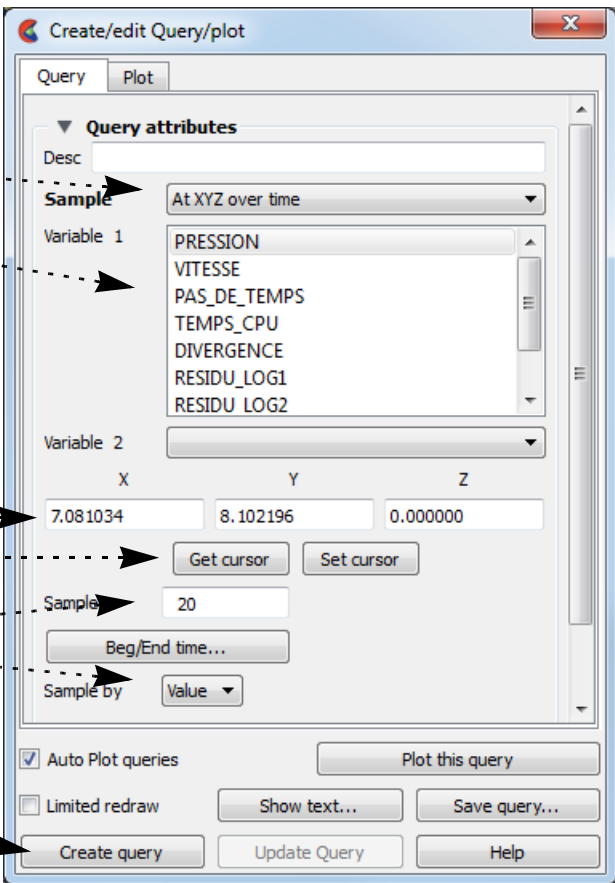 Create/edit Query/plot
Query Plot
Query attributes
Desc
Sample At XYZ over time
Variable 1 PRESSION
VITESSE
PAS_DE_TEMPS
TEMPS_CPU
DIVERGENCE
RESIDU_LOG1
RESIDU_LOG2
Variable 2
X Y Z
7.081034 8.102196 0.000000
Get cursor Set cursor
Sample 20
Beg/End time...
Sample by Value
Auto Plot queries Plot this query
Limited redraw Show text... Save query...
Create query Update Query Help